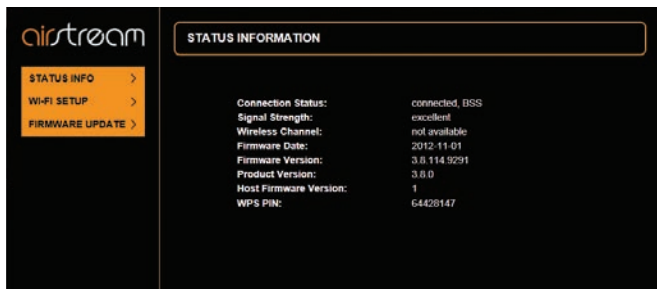 airstream
STATUS INFORMATION
STATUS INFO >
WI-FI SETUP >
FIRMWARE UPDATE >
Connection Status: connected, BSS
Signal Strength: excellent
Wireless Channel: not available
Firmware Date: 2012-11-01
Firmware Version: 3.8.114.9291
Product Version: 3.8.0
Host Firmware Version: 1
WPS PIN: 64428147